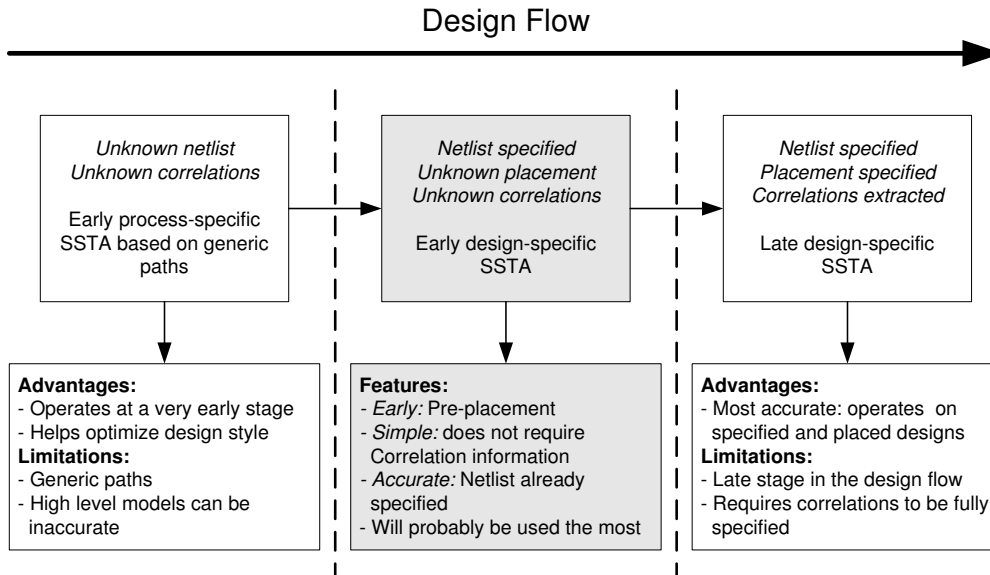 Design Flow
Unknown netlist
Unknown correlations
Early process-specific
SSTA based on generic
paths
Netlist specified
Unknown placement
Unknown correlations
Early design-specific
SSTA
Netlist specified
Placement specified
Correlations extracted
Late design-specific
SSTA
Advantages:
- Operates at a very early stage
- Helps optimize design style
Limitations:
- Generic paths
- High level models can be
inaccurate
Features:
- Early: Pre-placement
- Simple: does not require
Correlation information
- Accurate: Netlist already
specified
- Will probably be used the most
Advantages:
- Most accurate: operates on
specified and placed designs
Limitations:
- Late stage in the design flow
- Requires correlations to be fully
specified